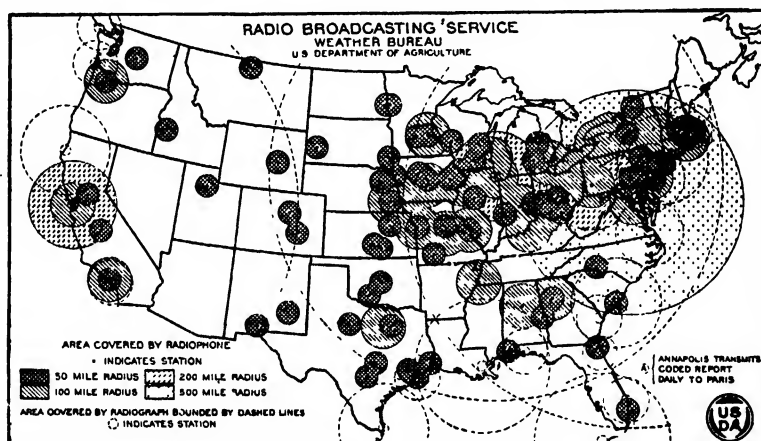 RADIO BROADCASTING SERVICE
WEATHER BUREAU
U S DEPARTMENT OF AGRICULTURE
AREA COVERED BY RADIOPHONE
• INDICATES STATION
50 MILE RADIUS
200 MILE RADIUS
100 MILE RADIUS
500 MILE RADIUS
AREA COVERED BY RADIOGRAPH BOUNDED BY DASHED LINES
INDICATES STATION
ANNAPOLIS TRANSMITS
CODED REPORT
DAILY TO PARIS
US
DA